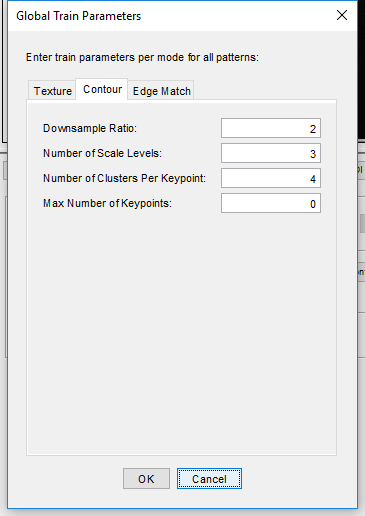 Global Train Parameters
Enter train parameters per mode for all patterns:
Texture Contour Edge Match
Downsample Ratio: 2
Number of Scale Levels: 3
Number of Clusters Per Keypoint: 4
Max Number of Keypoints: 0
OK Cancel